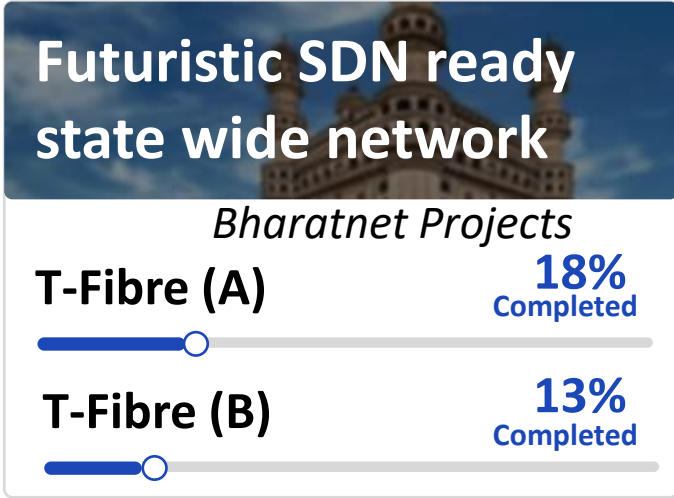 Futuristic SDN ready
state wide network
Bharatnet Projects
T-Fibre (A)
18%
Completed
T-Fibre (B)
13%
Completed